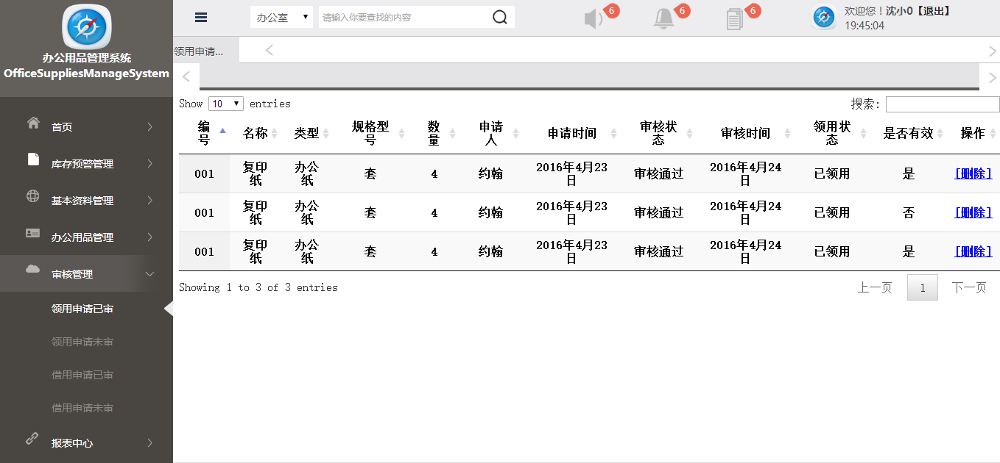 办公用品管理系统
OfficeSuppliesManageSystem
首页
库存预警管理
基本资料管理
办公用品管理
审核管理
领用申请已审
领用申请未审
借用申请已审
借用申请未审
报表中心
办公室 请输入你要查找的内容 6 6 6 欢迎您！沈小0【退出】
19:45:04
领用申请...
Show 10 entries 搜索:
编号 名称 类型 规格型号 数量 申请人 申请时间 审核状态 审核时间 领用状态 是否有效 操作
001 复印纸 办公纸 套 4 约翰 2016年4月23日 审核通过 2016年4月24日 已领用 是 [删除]
001 复印纸 办公纸 套 4 约翰 2016年4月23日 审核通过 2016年4月24日 已领用 否 [删除]
001 复印纸 办公纸 套 4 约翰 2016年4月23日 审核通过 2016年4月24日 已领用 是 [删除]
Showing 1 to 3 of 3 entries 上一页 1 下一页